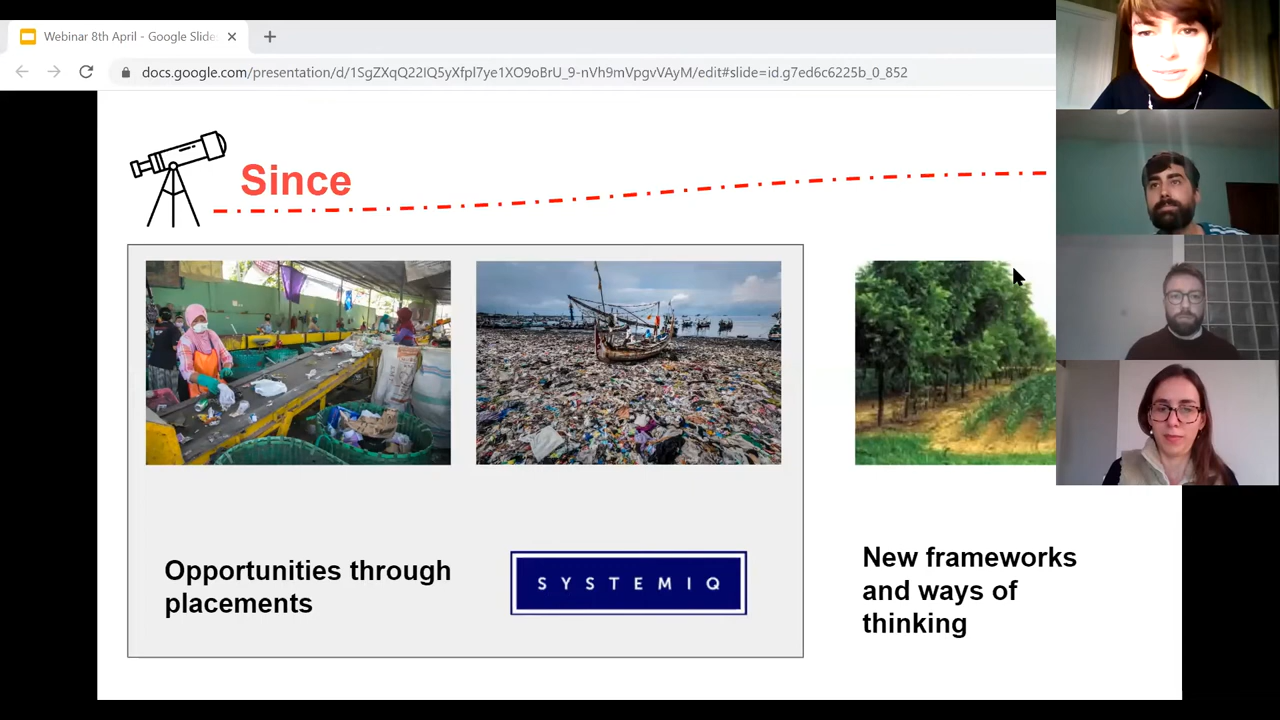 Webinar 8th April - Google Slide
docs.google.com/presentation/d/1SgZXqQ22IQ5yXfpI7ye1XO9oBrU_9-nVh9mVpgvVAyM/edit#slide=id.g7ed6c6225b_0_852
Since
Opportunities through
placements
SYSTEMIQ
New frameworks
and ways of
thinking